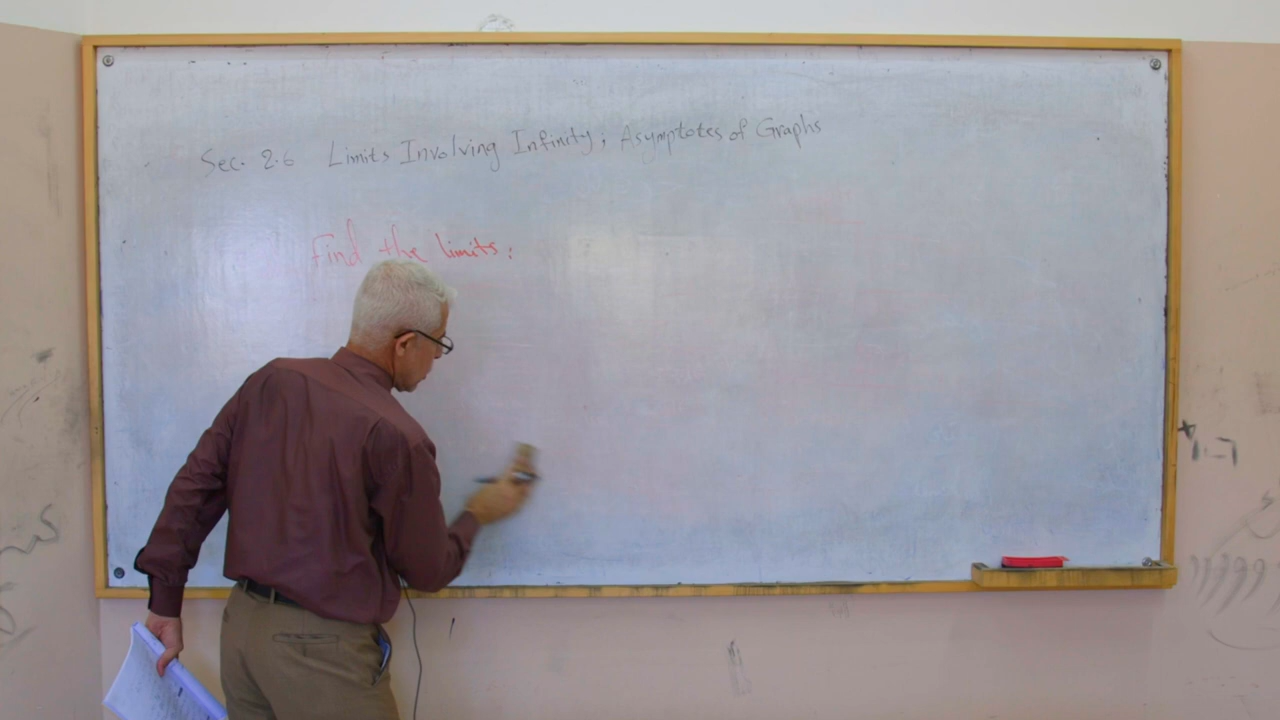 Sec. 2.6 Limits Involving Infinity; Asymptotes of Graphs
Find the limits: